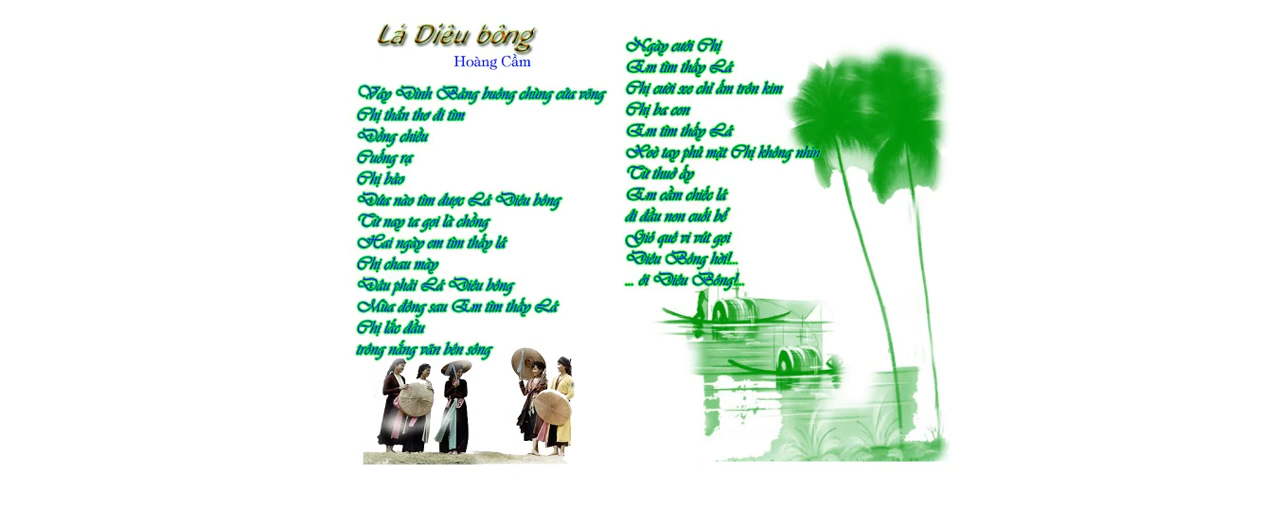 Lá Diêu bông
Hoàng Cầm
Váy Đình Bảng buông chùng cửa võng
Chị thẩn thơ đi tìm
Đồng chiều
Cuống rạ
Chị bảo
Đứa nào tìm được Lá Diêu bông
Từ nay ta gọi là chồng
Hai ngày em tìm thấy lá
Chị chau mày
Đâu phải Lá Diêu bông
Mùa đông sau Em tìm thấy Lá
Chị lắc đầu
trông nắng vãn bên sông
Ngày cưới Chị
Em tìm thấy Lá
Chị cười xe chỉ ấm trôn kim
Chị ba con
Em tìm thấy Lá
Xoè tay phủ mặt Chị không nhìn
Từ thuở ấy
Em cầm chiếc lá
đi đầu non cuối bể
Gió quê vi vút gọi
Diêu Bông hời!...
... ới Diêu Bông!...